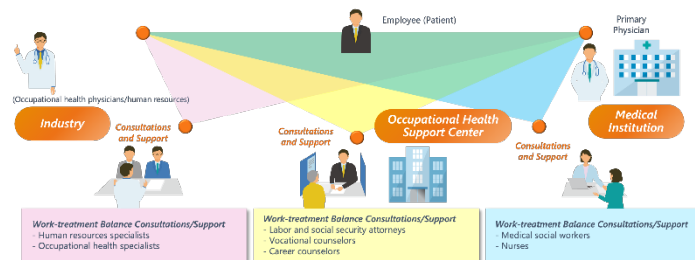 Employee (Patient)
Primary
Physician
(Occupational health physicians/human resources)
Industry
Consultations
and Support
Consultations
and Support
Occupational Health
Support Center
Consultations
and Support
Medical
Institution
Work-treatment Balance Consultations/Support
- Human resources specialists
- Occupational health specialists
Work-treatment Balance Consultations/Support
- Labor and social security attorneys
- Vocational counselors
- Career counselors
Work-treatment Balance Consultations/Support
- Medical social workers
- Nurses